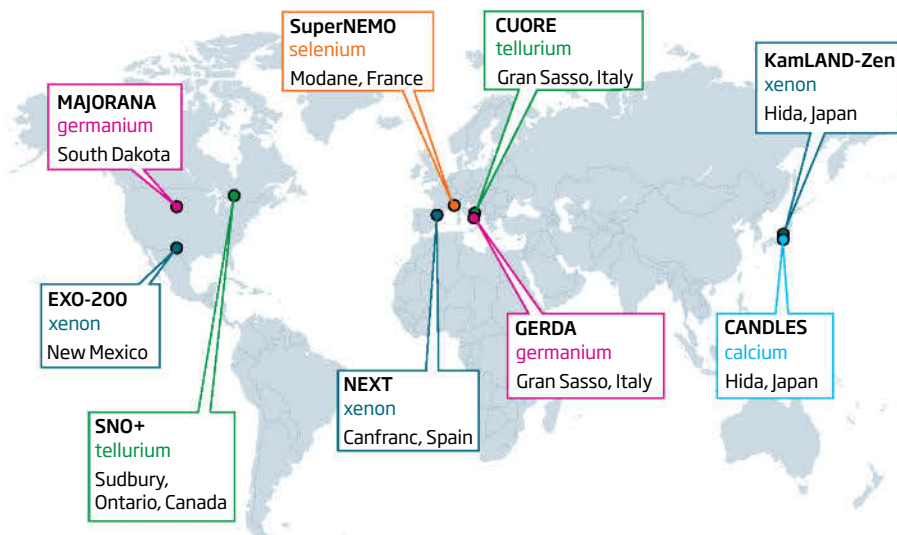 SuperNEMO
selenium
Modane, France
CUORE
tellurium
Gran Sasso, Italy
KamLAND-Zen
xenon
Hida, Japan
MAJORANA
germanium
South Dakota
EXO-200
xenon
New Mexico
GERDA
germanium
Gran Sasso, Italy
CANDLES
calcium
Hida, Japan
NEXT
xenon
Canfranc, Spain
SNO+
tellurium
Sudbury,
Ontario, Canada